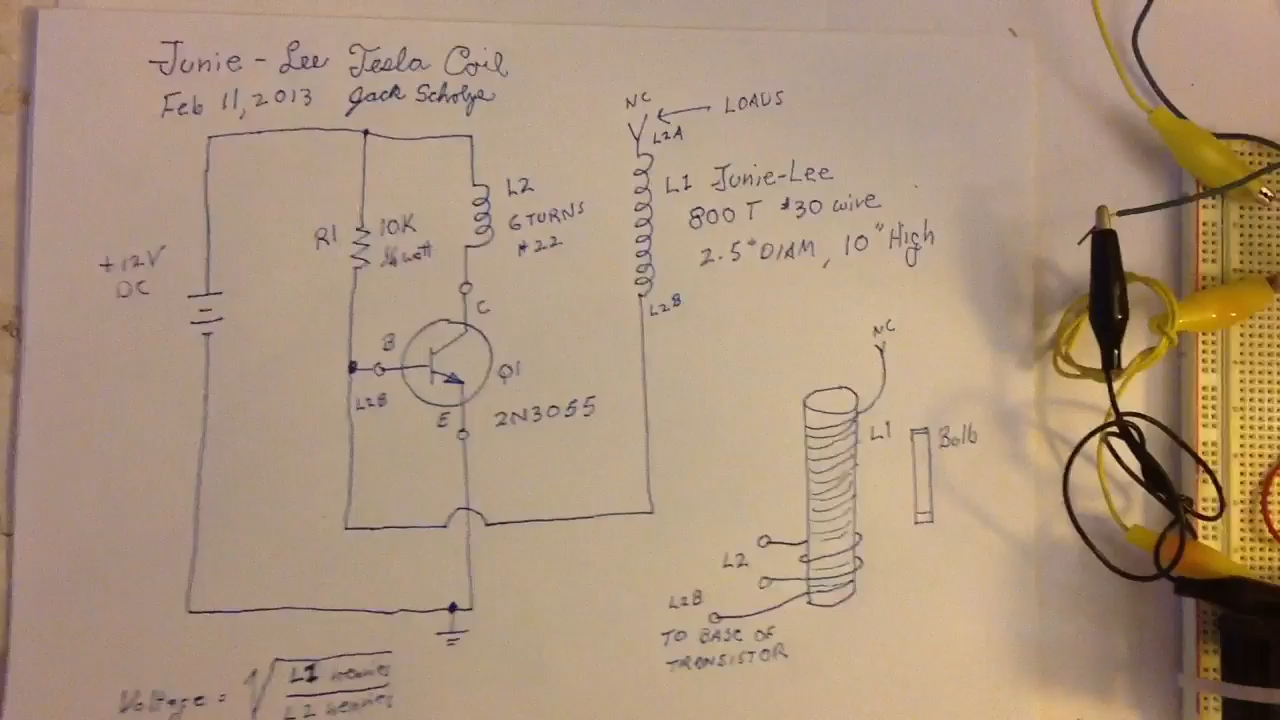 Junie-Lee Tesla Coil
Feb 11, 2013 Jack Scholze
NC
LOADS
L2A
L2
6 TURNS
#22
L1 Junie-Lee
800 T #30 wire
2.5" DIAM, 10" High
R1
10K
1/4 watt
+12V
DC
C
L2B
B
Q1
L2B
E
2N3055
NC
L1
Bulb
L2
L2B
TO BASE OF
TRANSISTOR
Voltage = √
L1 henries
L2 henries